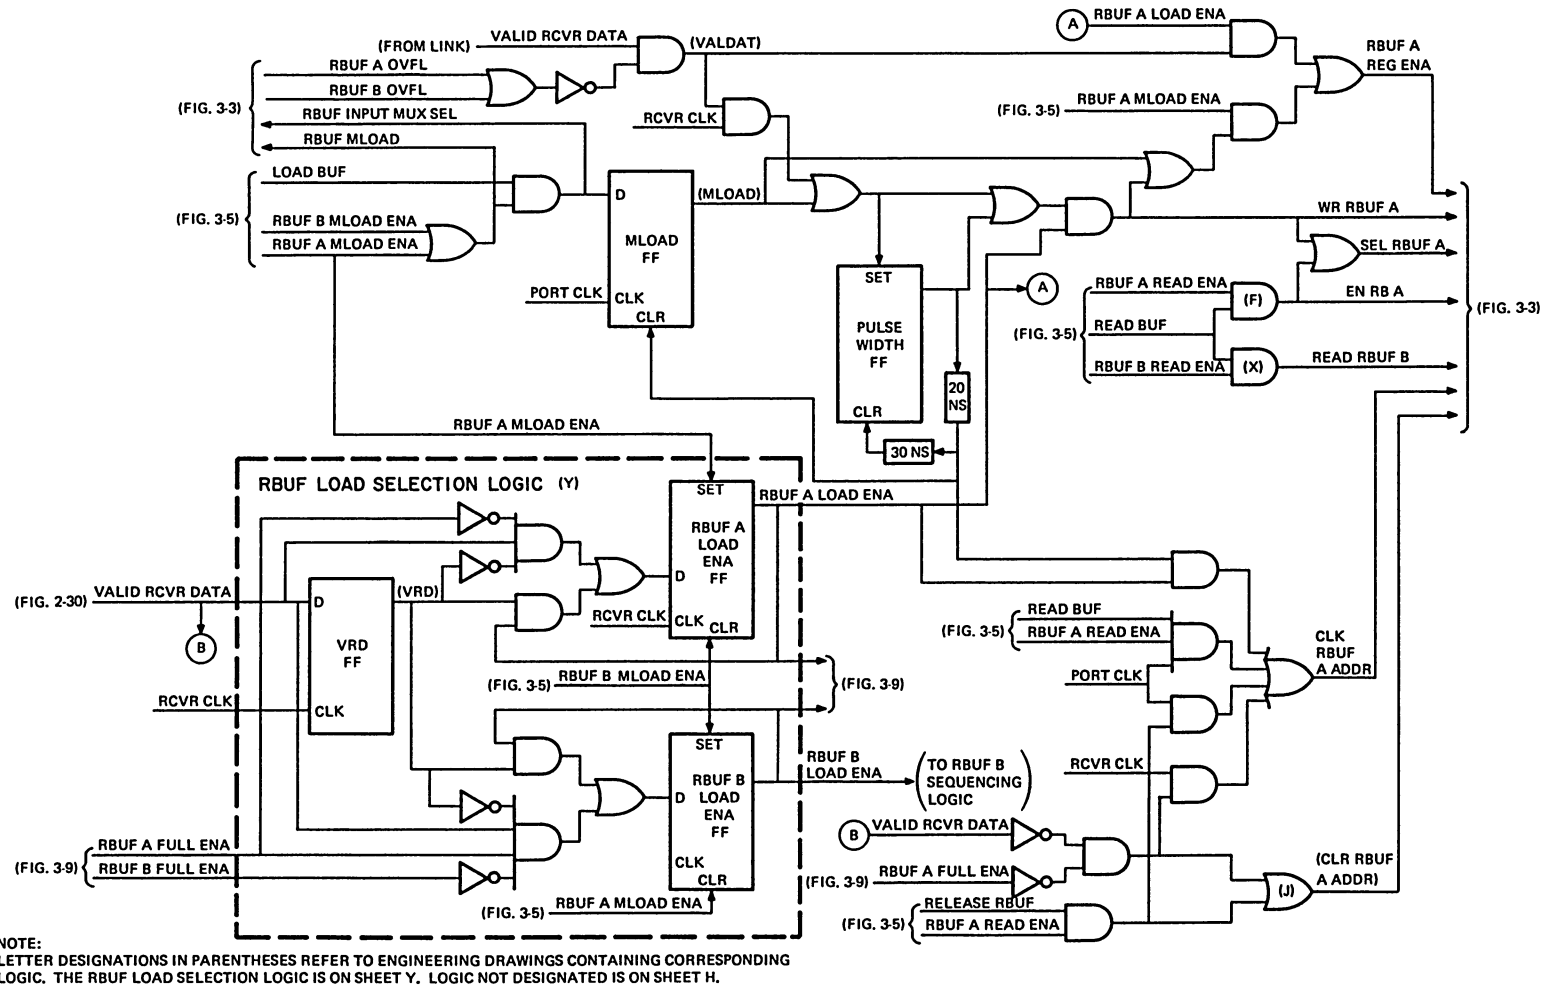 A
RBUF A LOAD ENA
VALID RCVR DATA
(FROM LINK)
(VALDAT)
RBUF A
REG ENA
RBUF A OVFL
RBUF B OVFL
(FIG. 3-3)
RBUF INPUT MUX SEL
RBUF MLOAD
RCVR CLK
(FIG. 3-5)
RBUF A MLOAD ENA
LOAD BUF
(FIG. 3-5)
RBUF B MLOAD ENA
RBUF A MLOAD ENA
D
(MLOAD)
MLOAD
FF
PORT CLK
CLK
CLR
WR RBUF A
SEL RBUF A
SET
PULSE
WIDTH
FF
CLR
A
20
NS
30 NS
RBUF A READ ENA
(F)
EN RB A
(FIG. 3-5)
READ BUF
(FIG. 3-3)
RBUF B READ ENA
(X)
READ RBUF B
RBUF A MLOAD ENA
RBUF LOAD SELECTION LOGIC (Y)
SET
RBUF A LOAD ENA
RBUF A
LOAD
ENA
FF
D
CLK
CLR
RCVR CLK
(FIG. 2-30)
VALID RCVR DATA
B
D
(VRD)
VRD
FF
RCVR CLK
CLK
(FIG. 3-5)
RBUF B MLOAD ENA
(FIG. 3-9)
READ BUF
(FIG. 3-5)
RBUF A READ ENA
PORT CLK
CLK
RBUF
A ADDR
SET
RBUF B
LOAD
ENA
FF
D
CLK
CLR
RBUF B
LOAD ENA
TO RBUF B
SEQUENCING
LOGIC
RCVR CLK
B
VALID RCVR DATA
RBUF A FULL ENA
(FIG. 3-9)
RBUF B FULL ENA
(FIG. 3-9)
RBUF A FULL ENA
(J)
(CLR RBUF
A ADDR)
(FIG. 3-5)
RBUF A MLOAD ENA
RELEASE RBUF
(FIG. 3-5)
RBUF A READ ENA
NOTE:
LETTER DESIGNATIONS IN PARENTHESES REFER TO ENGINEERING DRAWINGS CONTAINING CORRESPONDING
LOGIC. THE RBUF LOAD SELECTION LOGIC IS ON SHEET Y. LOGIC NOT DESIGNATED IS ON SHEET H.